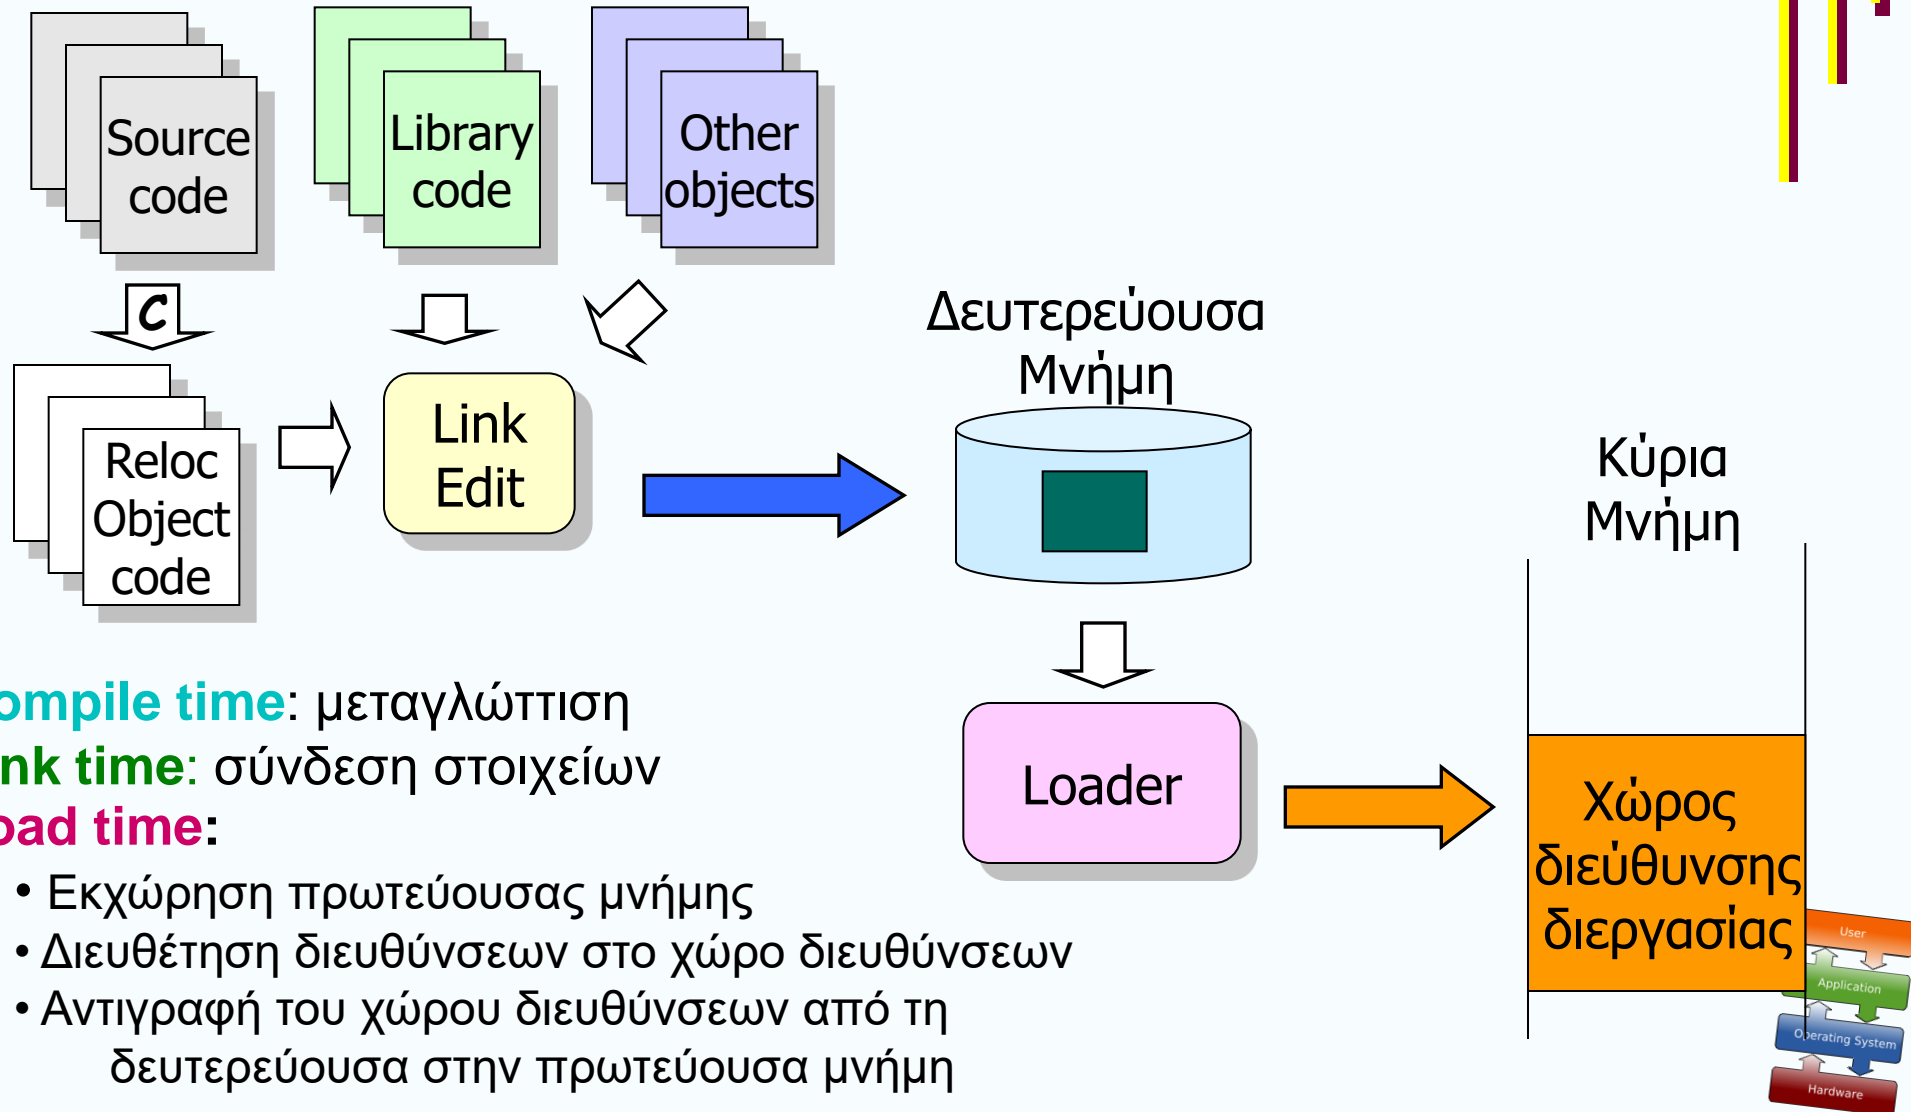 Source
code
Library
code
Other
objects
C
Reloc
Object
code
Link
Edit
Δευτερεύουσα
Μνήμη
Loader
Κύρια
Μνήμη
Χώρος
διεύθυνσης
διεργασίας
ompile time: μεταγλώττιση
nk time: σύνδεση στοιχείων
oad time:
• Εκχώρηση πρωτεύουσας μνήμης
• Διευθέτηση διευθύνσεων στο χώρο διευθύνσεων
• Αντιγραφή του χώρου διευθύνσεων από τη
δευτερεύουσα στην πρωτεύουσα μνήμη
User
Application
Operating System
Hardware